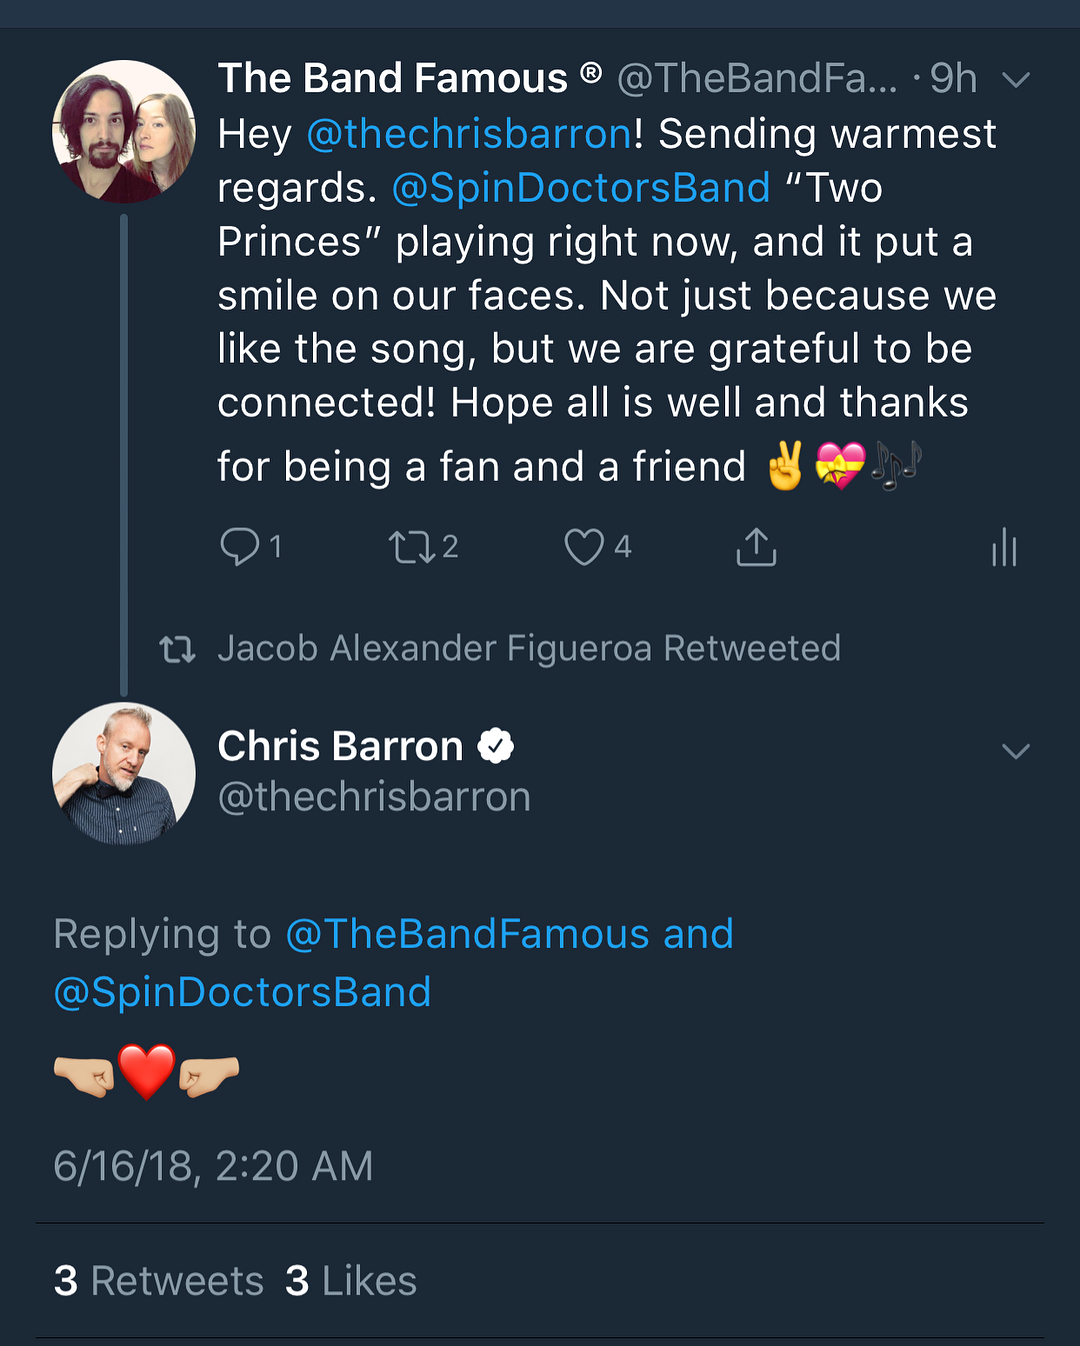 The Band Famous ® @TheBandFa... · 9h
Hey @thechrisbarron! Sending warmest
regards. @SpinDoctorsBand “Two
Princes” playing right now, and it put a
smile on our faces. Not just because we
like the song, but we are grateful to be
connected! Hope all is well and thanks
for being a fan and a friend ✌️💝🎶
1 2 4
Jacob Alexander Figueroa Retweeted
Chris Barron
@thechrisbarron
Replying to @TheBandFamous and
@SpinDoctorsBand
🤜🏼❤️🤛🏼
6/16/18, 2:20 AM
3 Retweets 3 Likes